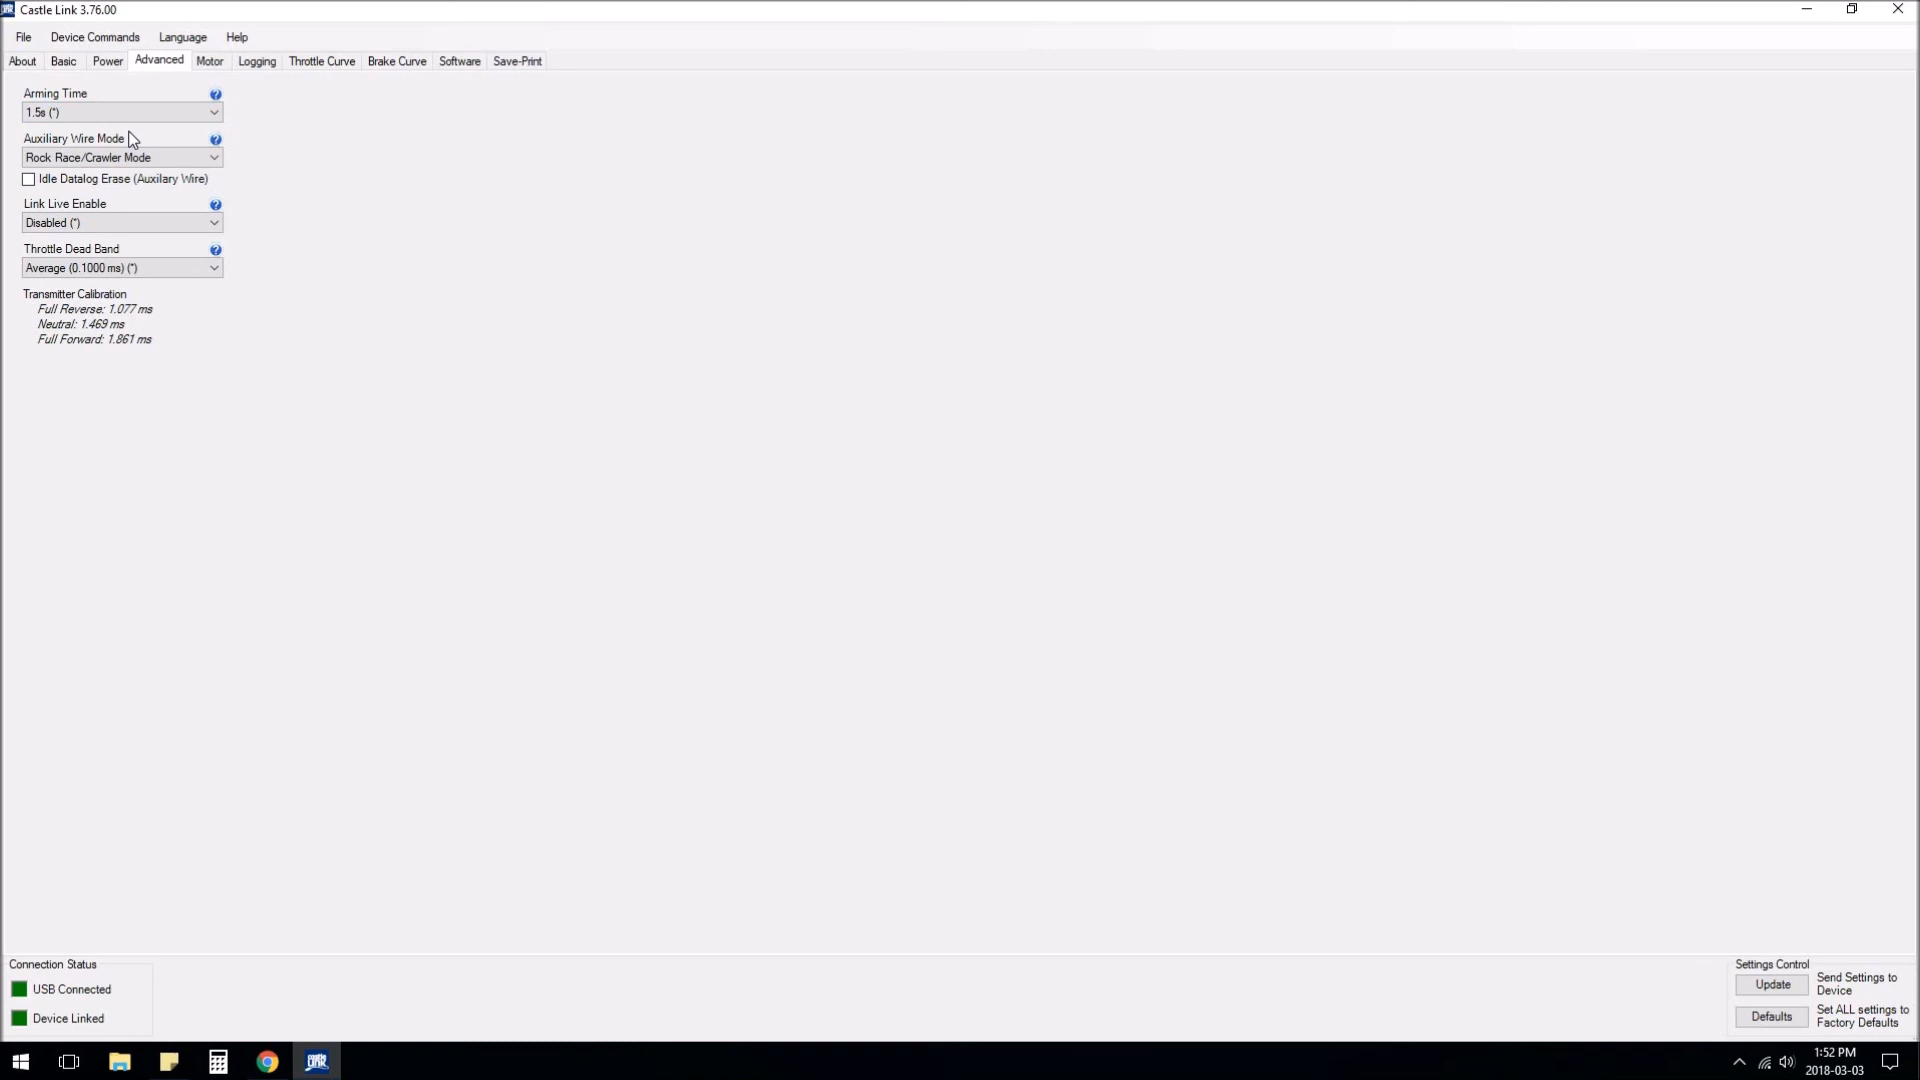 Castle Link 3.76.00
File Device Commands Language Help
About Basic Power Advanced Motor Logging Throttle Curve Brake Curve Software Save-Print
Arming Time
1.5s (*)
Auxiliary Wire Mode
Rock Race/Crawler Mode
Idle Datalog Erase (Auxilary Wire)
Link Live Enable
Disabled (*)
Throttle Dead Band
Average (0.1000 ms) (*)
Transmitter Calibration
Full Reverse: 1.077 ms
Neutral: 1.469 ms
Full Forward: 1.861 ms
Connection Status
USB Connected
Device Linked
Settings Control
Update
Send Settings to
Device
Defaults
Set ALL settings to
Factory Defaults
castle
LINK
1:52 PM
2018-03-03